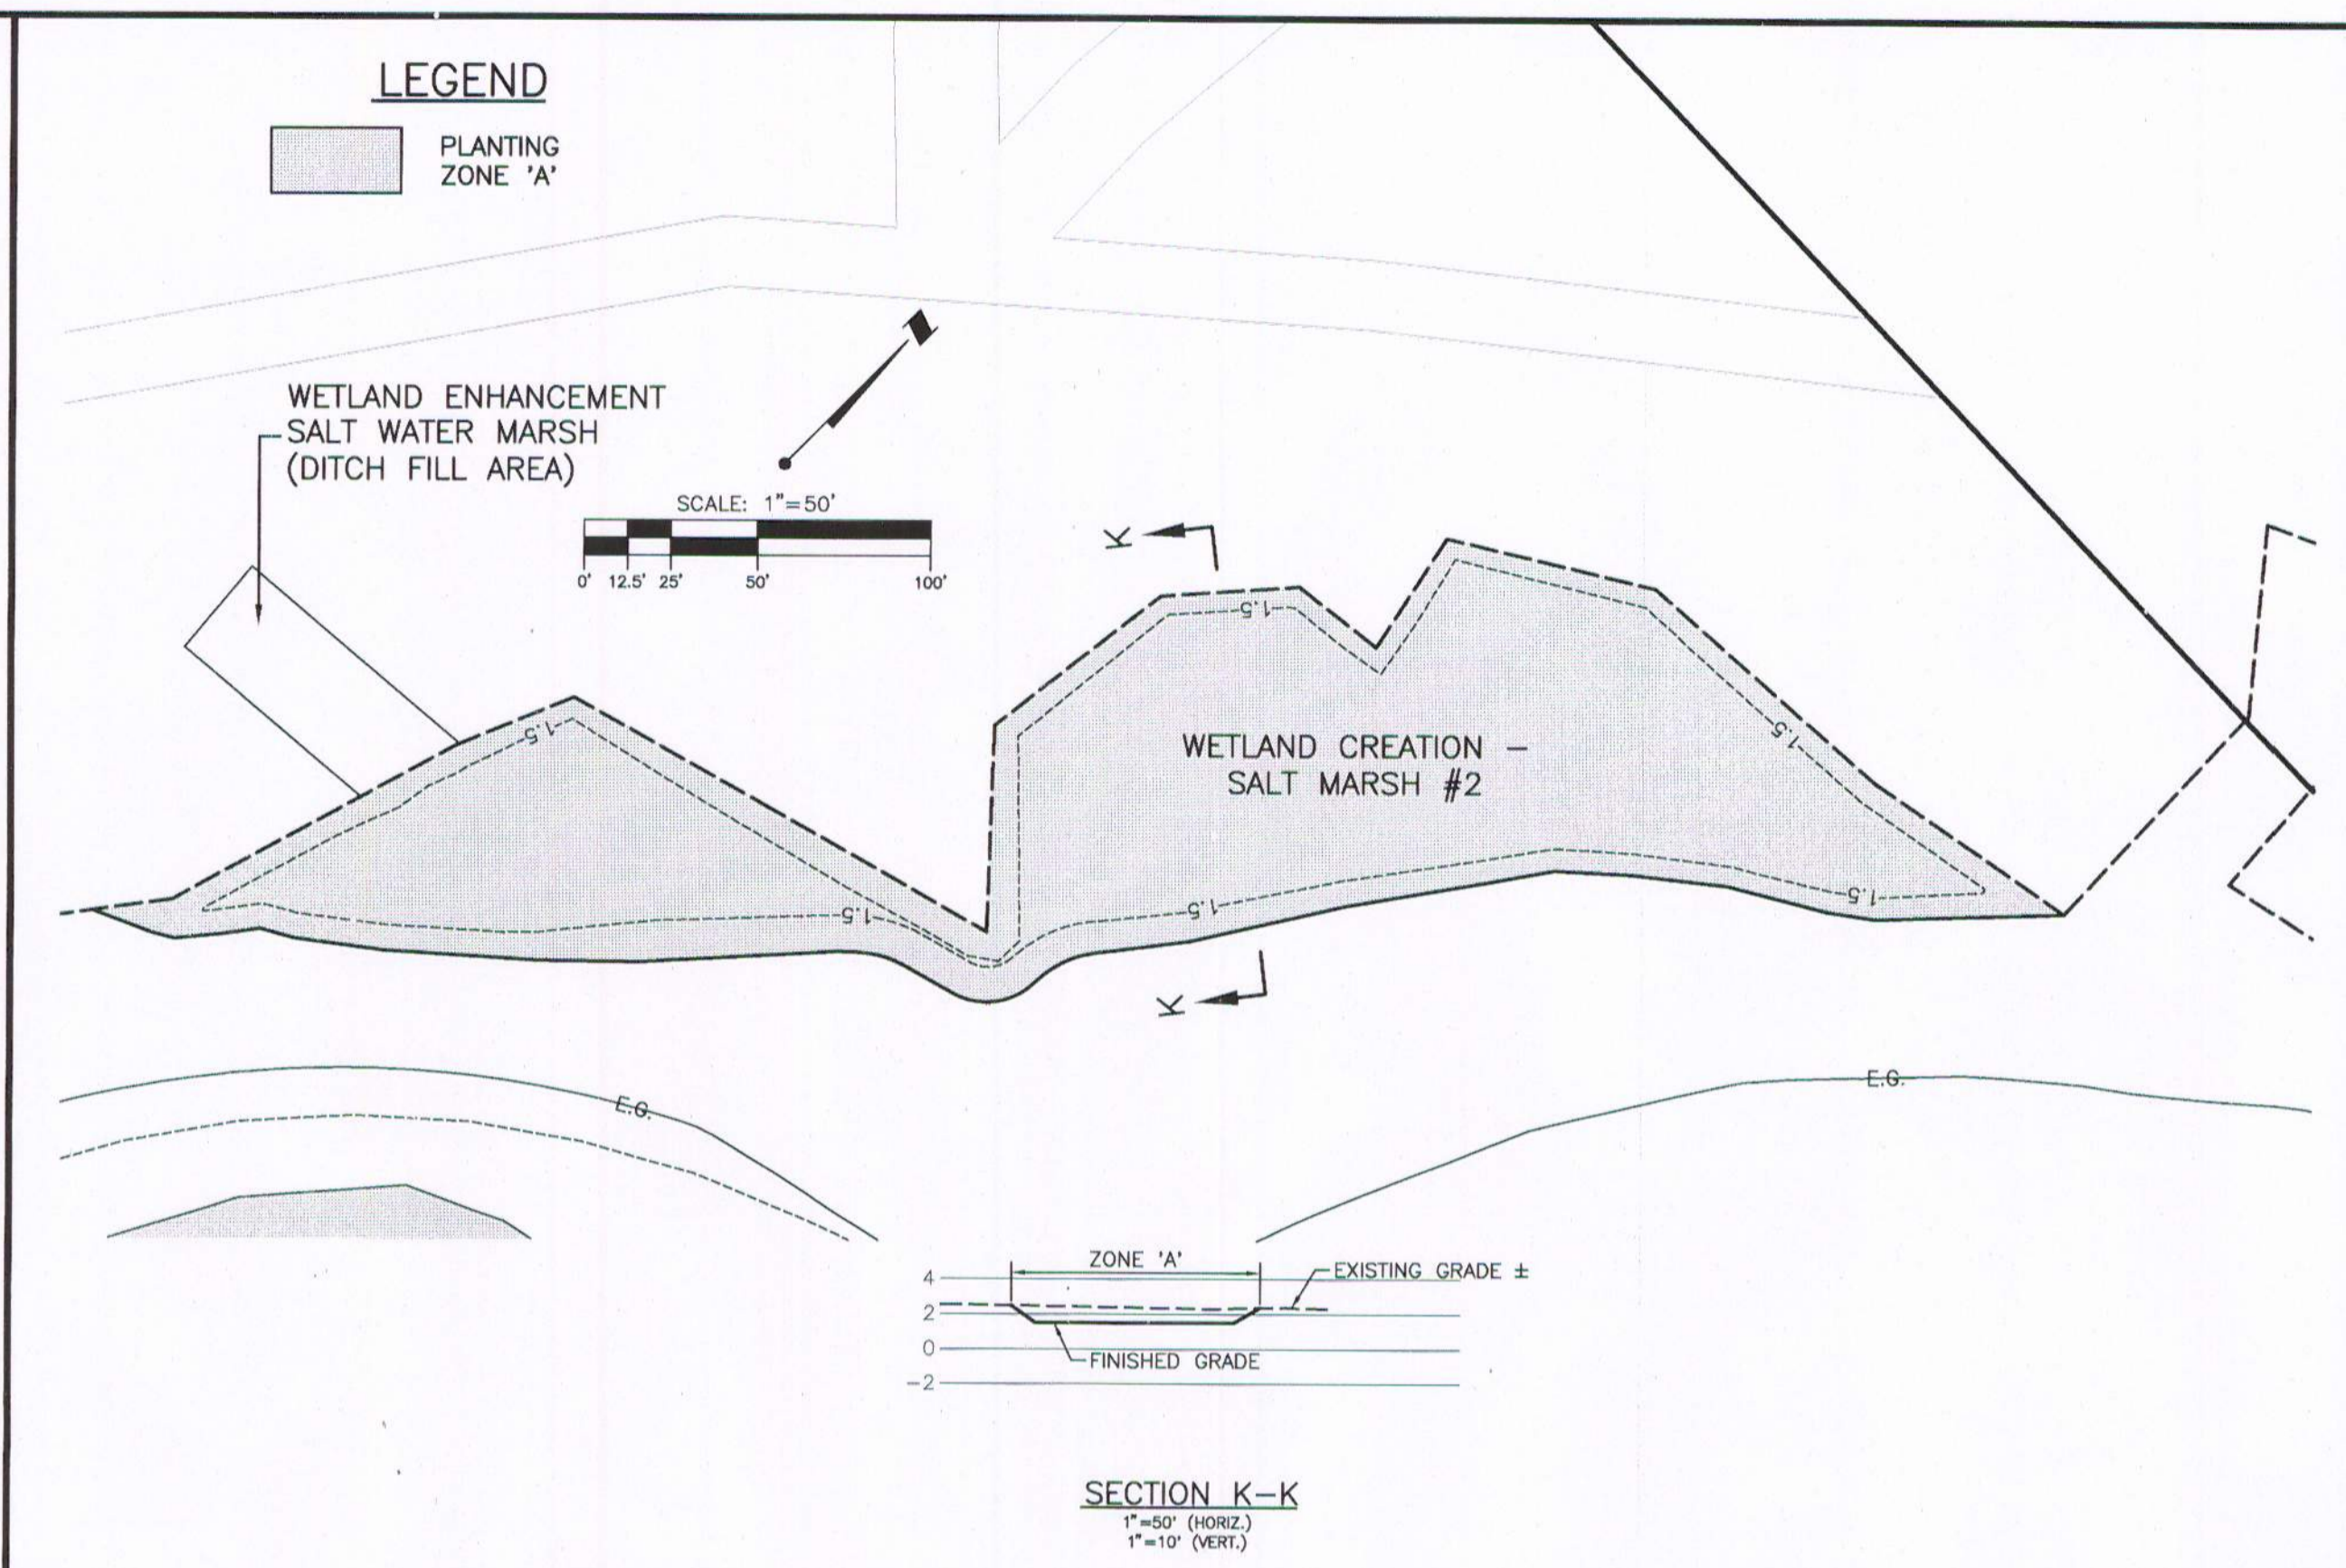 LEGEND
PLANTING
ZONE 'A'
WETLAND ENHANCEMENT
SALT WATER MARSH
(DITCH FILL AREA)
N
SCALE: 1"=50'
0' 12.5' 25' 50' 100'
K
1.5
1.5
1.5
WETLAND CREATION –
SALT MARSH #2
1.5
1.5
1.5
K
E.G.
E.G.
ZONE 'A'
4
EXISTING GRADE ±
2
0
FINISHED GRADE
-2
SECTION K-K
1"=50' (HORIZ.)
1"=10' (VERT.)